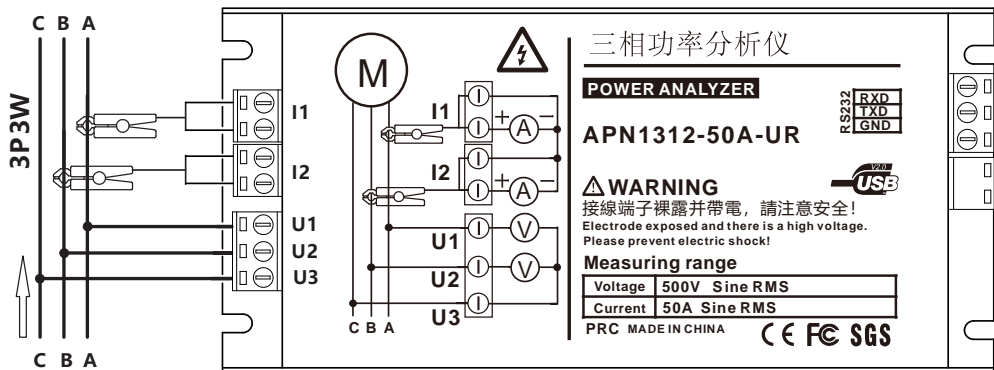 C B A
3P3W
I1
I2
U1
U2
U3
C B A
M
I1
+ A −
I2
+ A −
U1
V
U2
V
U3
C B A
三相功率分析仪
POWER ANALYZER
APN1312-50A-UR
RS232
RXD
TXD
GND
V2.0
USB
WARNING
接線端子裸露并帶電，請注意安全！
Electrode exposed and there is a high voltage.
Please prevent electric shock!
Measuring range
Voltage 500V Sine RMS
Current 50A Sine RMS
PRC MADE IN CHINA CE FC SGS